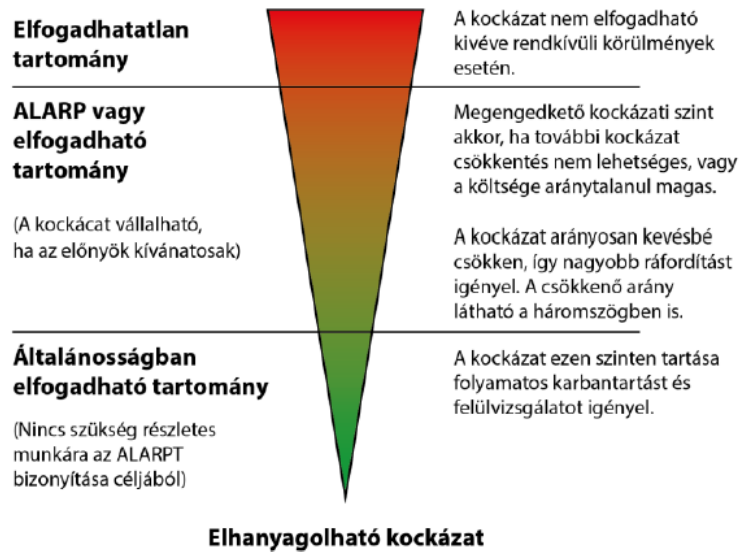 Elfogadhatatlan
tartomány
A kockázat nem elfogadható
kivéve rendkívüli körülmények
esetén.
ALARP vagy
elfogadható
tartomány
(A kockácat vállalható,
ha az előnyök kívánatosak)
Megengedkető kockázati szint
akkor, ha további kockázat
csökkentés nem lehetséges, vagy
a költsége aránytalanul magas.
A kockázat arányosan kevésbé
csökken, így nagyobb ráfordítást
igényel. A csökkenő arány
látható a háromszögben is.
Általánosságban
elfogadható tartomány
(Nincs szükség részletes
munkára az ALARPT
bizonyítása céljából)
A kockázat ezen szinten tartása
folyamatos karbantartást és
felülvizsgálatot igényel.
Elhanyagolható kockázat